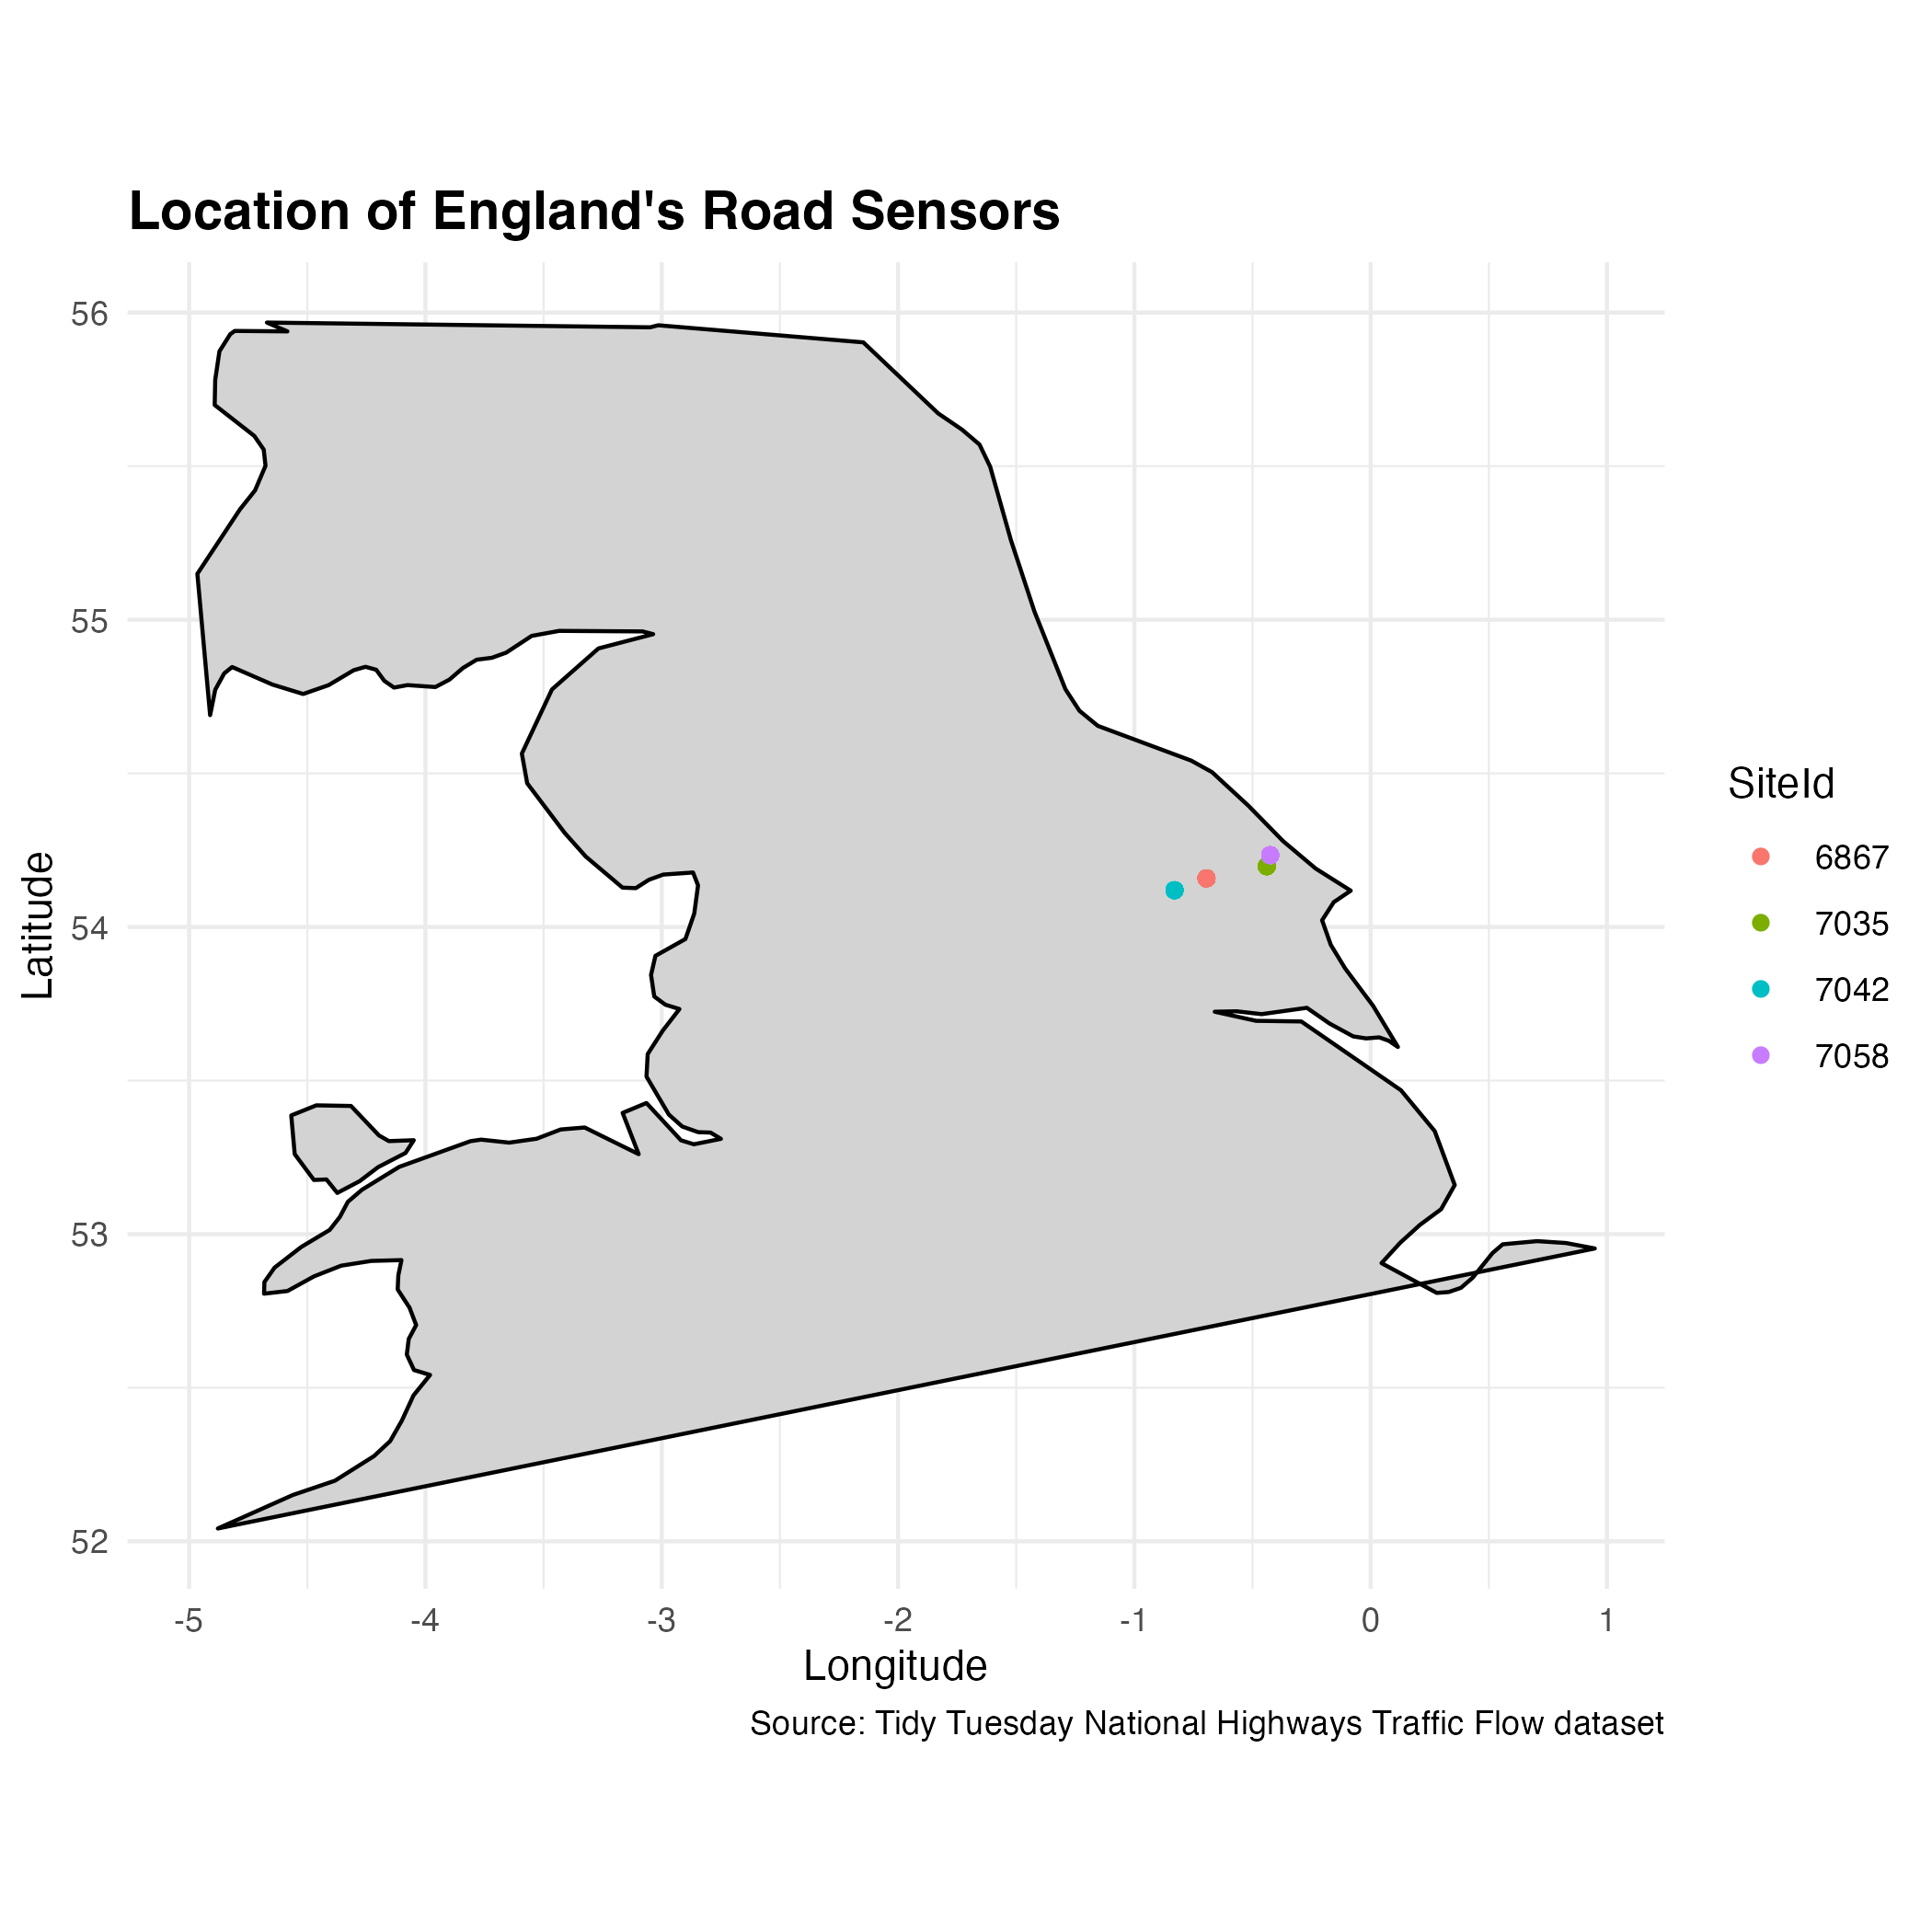 Location of England's Road Sensors
56
55
54
53
52
Latitude
-5 -4 -3 -2 -1 0 1
Longitude
Source: Tidy Tuesday National Highways Traffic Flow dataset
SiteId
6867
7035
7042
7058